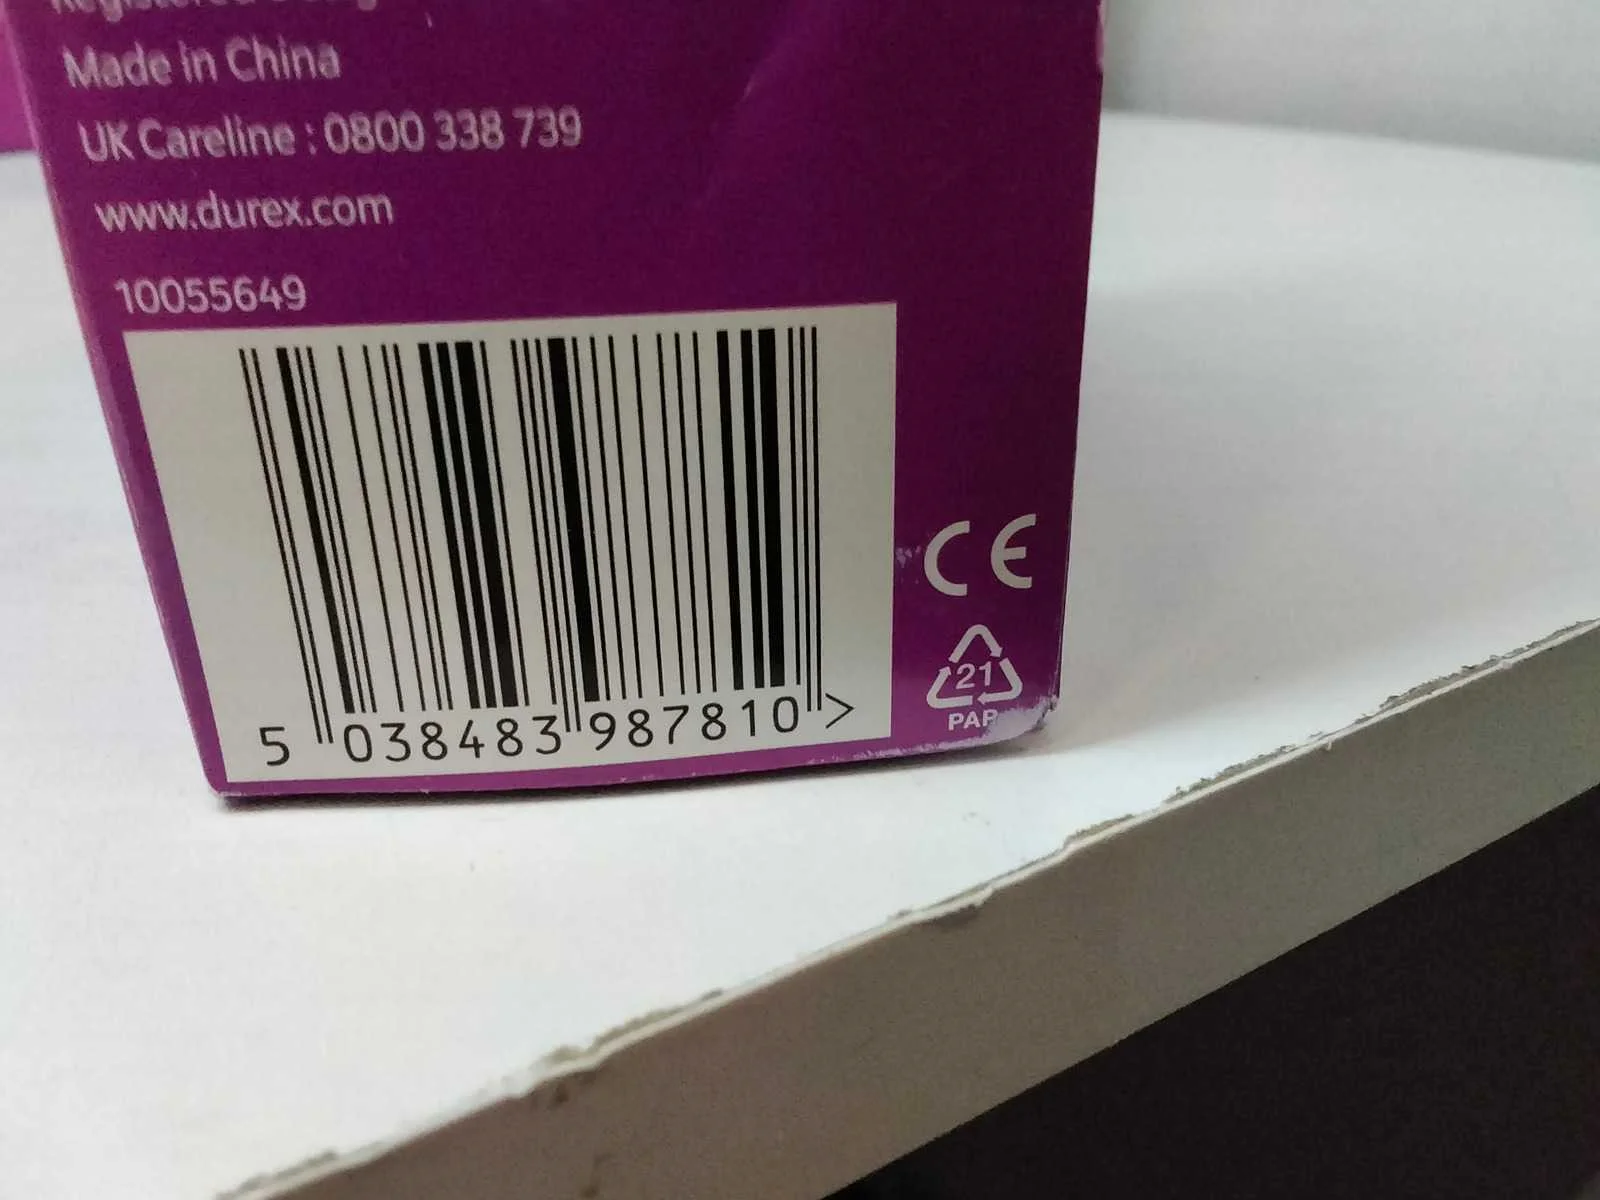 Made in China
UK Careline : 0800 338 739
www.durex.com
10055649
5 038483 987810 >
CE
21
PAP